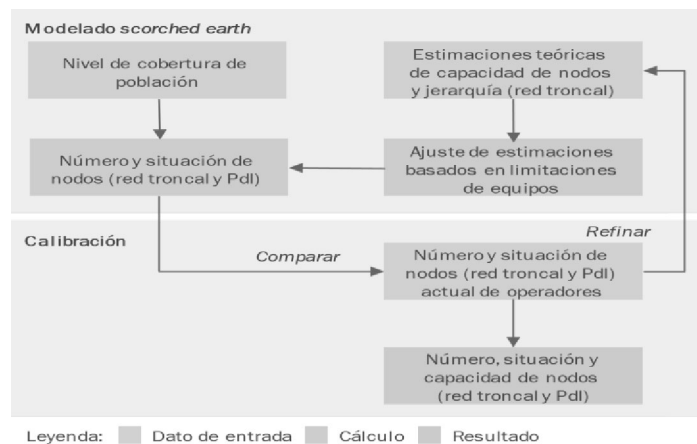 Modelado scorched earth
Nivel de cobertura de
población
Estimaciones teóricas
de capacidad de nodos
y jerarquía (red troncal)
Número y situación de
nodos (red troncal y PdI)
Ajuste de estimaciones
basados en limitaciones
de equipos
Refinar
Calibración
Comparar
Número y situación de
nodos (red troncal y PdI)
actual de operadores
Número, situación y
capacidad de nodos
(red troncal y PdI)
Leyenda: Dato de entrada Cálculo Resultado